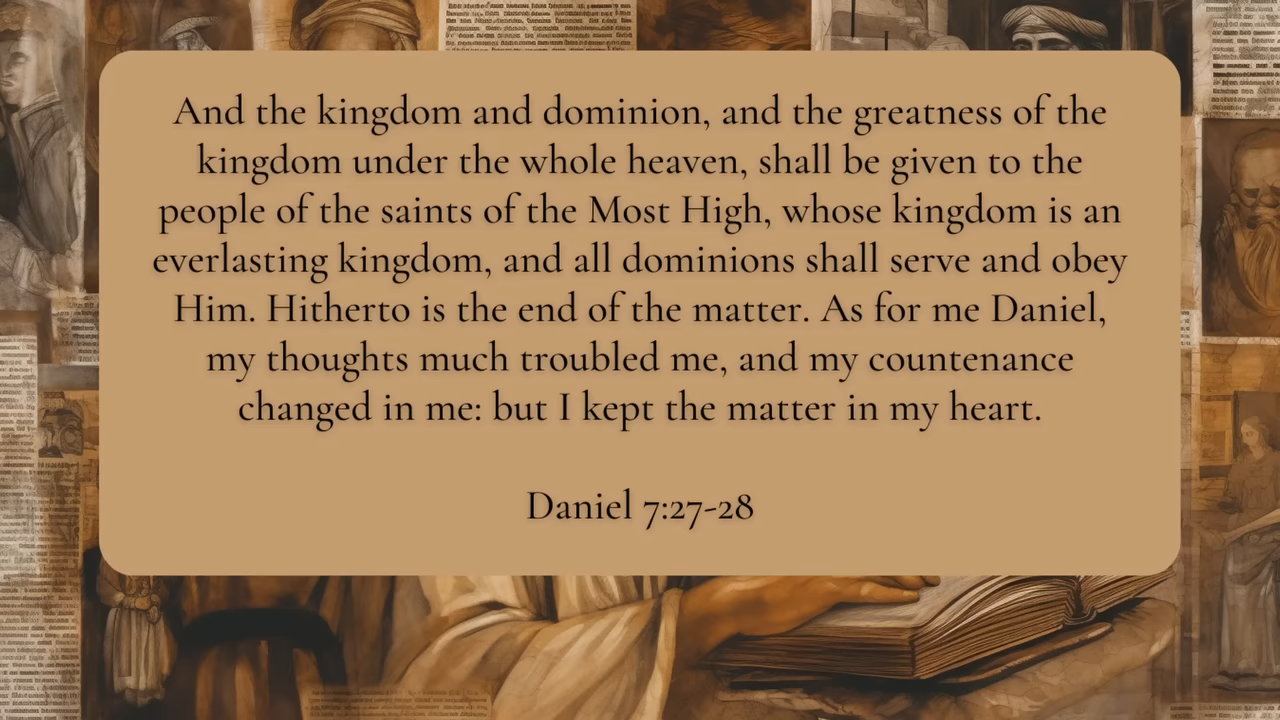 And the kingdom and dominion, and the greatness of the
kingdom under the whole heaven, shall be given to the
people of the saints of the Most High, whose kingdom is an
everlasting kingdom, and all dominions shall serve and obey
Him. Hitherto is the end of the matter. As for me Daniel,
my thoughts much troubled me, and my countenance
changed in me: but I kept the matter in my heart.
Daniel 7:27-28